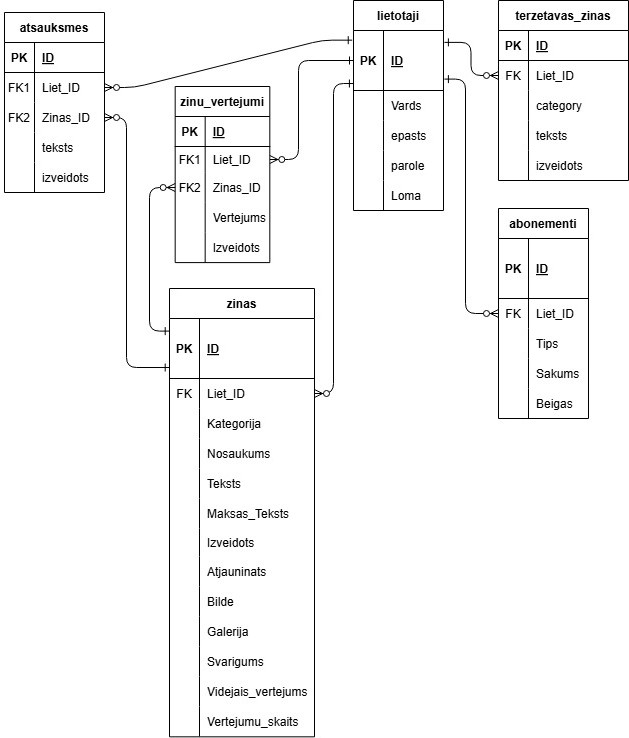 atsauksmes
PK ID
FK1 Liet_ID
FK2 Zinas_ID
teksts
izveidots
zinu_vertejumi
PK ID
FK1 Liet_ID
FK2 Zinas_ID
Vertejums
Izveidots
lietotaji
PK ID
Vards
epasts
parole
Loma
terzetavas_zinas
PK ID
FK Liet_ID
category
teksts
izveidots
abonementi
PK ID
FK Liet_ID
Tips
Sakums
Beigas
zinas
PK ID
FK Liet_ID
Kategorija
Nosaukums
Teksts
Maksas_Teksts
Izveidots
Atjauninats
Bilde
Galerija
Svarigums
Videjais_vertejums
Vertejumu_skaits